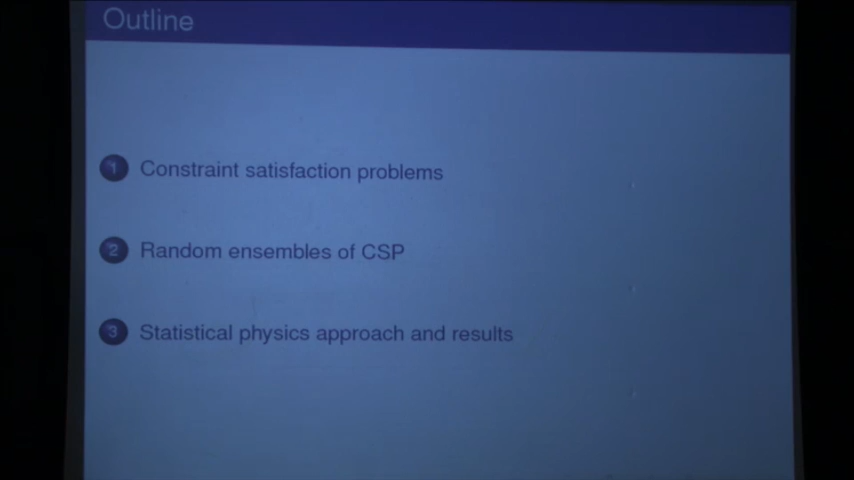 Outline
1 Constraint satisfaction problems
2 Random ensembles of CSP
3 Statistical physics approach and results